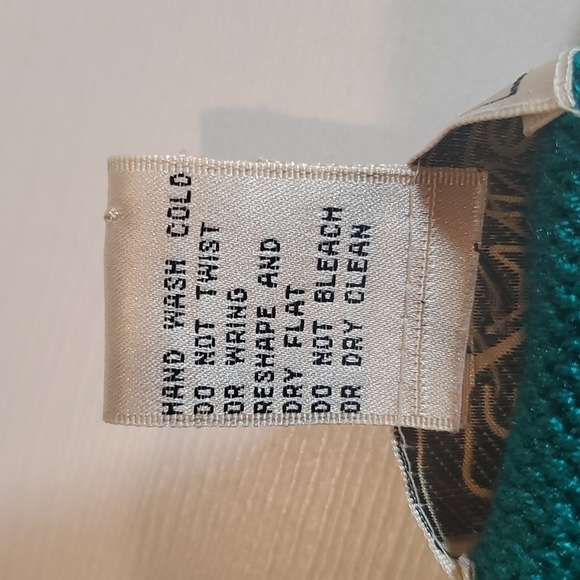 HAND WASH COLD
DO NOT TWIST
OR WRING
RESHAPE AND
DRY FLAT
DO NOT BLEACH
OR DRY CLEAN